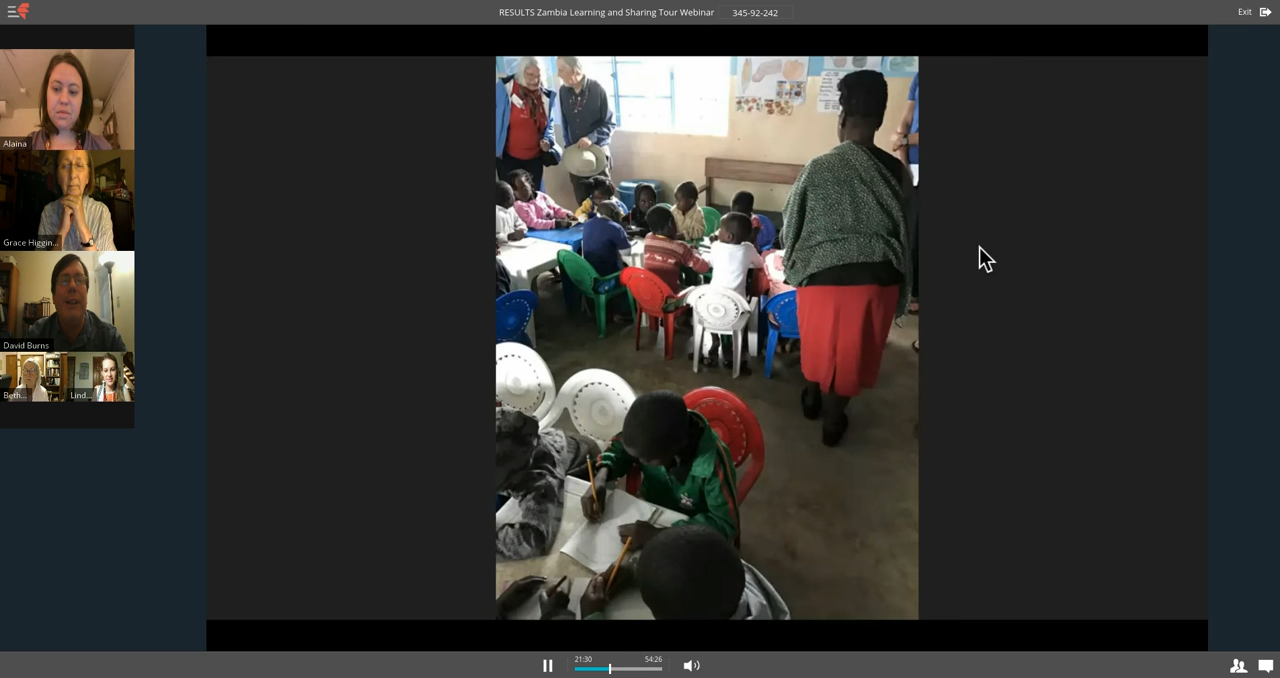 RESULTS Zambia Learning and Sharing Tour Webinar 345-92-242
Exit
Alaina
Grace Higgin...
David Burns
Beth...
Lind...
21:30
54:26